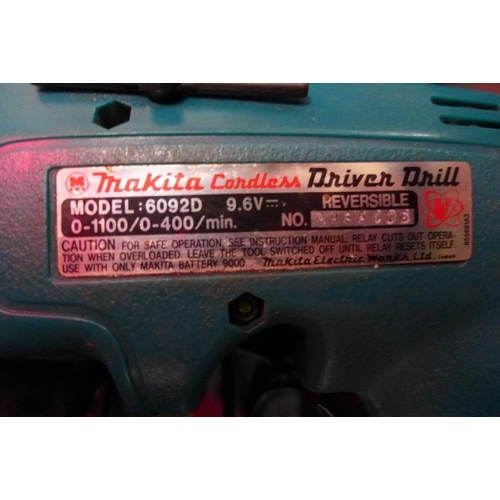 M makita Cordless Driver Drill
MODEL:6092D 9.6V⎓. REVERSIBLE
0-1100/0-400/min. NO.
CAUTION FOR SAFE OPERATION, SEE INSTRUCTION MANUAL. RELAY CUTS OUT OPERA-
TION WHEN OVERLOADED. LEAVE THE TOOL SWITCHED OFF UNTIL RELAY RESETS ITSELF.
USE WITH ONLY MAKITA BATTERY 9000 Makita Electric Works Ltd. Japan